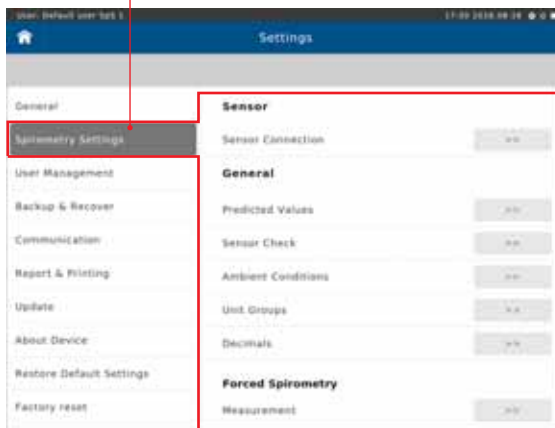 User: Default user
Settings
General
Spirometry Settings
User Management
Backup & Recover
Communication
Report & Printing
Update
About Device
Restore Default Settings
Factory reset
Sensor
Sensor Connection >>
General
Predicted Values >>
Sensor Check >>
Ambient Conditions >>
Unit Groups >>
Decimals >>
Forced Spirometry
Measurement >>